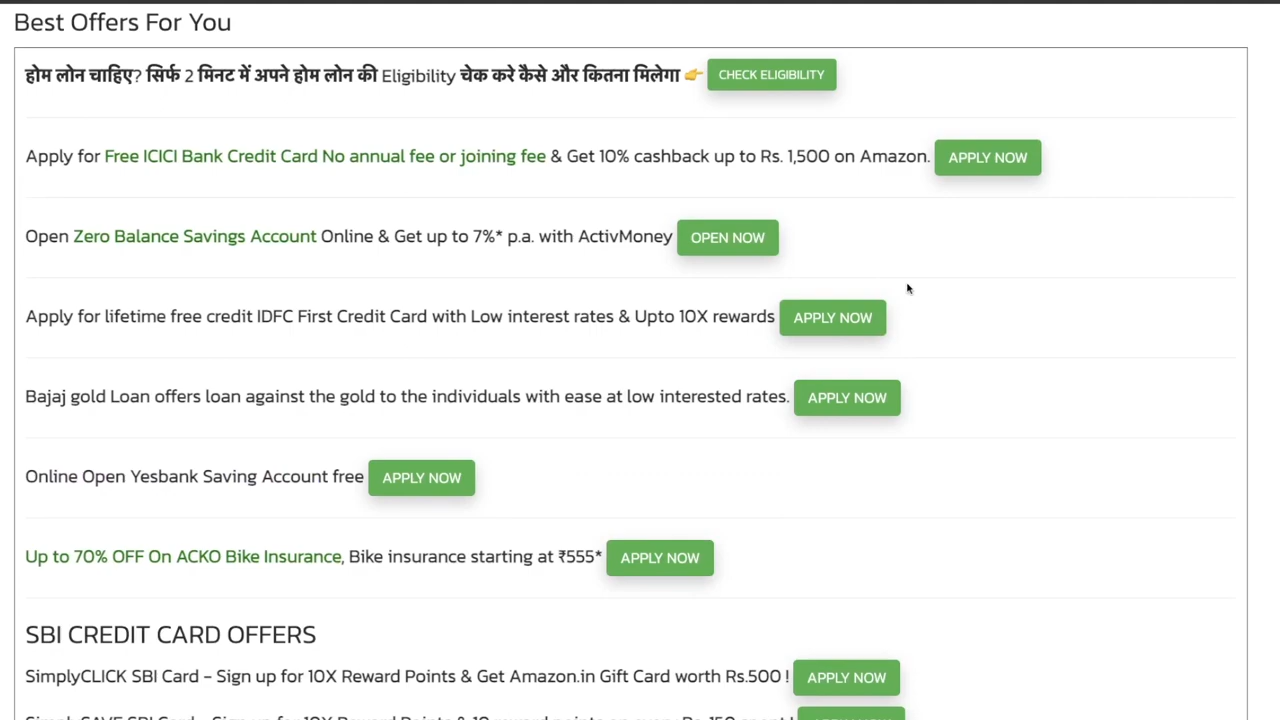 Best Offers For You
होम लोन चाहिए? सिर्फ 2 मिनट में अपने होम लोन की Eligibility चेक करे कैसे और कितना मिलेगा 👉 CHECK ELIGIBILITY
Apply for Free ICICI Bank Credit Card No annual fee or joining fee & Get 10% cashback up to Rs. 1,500 on Amazon. APPLY NOW
Open Zero Balance Savings Account Online & Get up to 7%* p.a. with ActivMoney OPEN NOW
Apply for lifetime free credit IDFC First Credit Card with Low interest rates & Upto 10X rewards APPLY NOW
Bajaj gold Loan offers loan against the gold to the individuals with ease at low interested rates. APPLY NOW
Online Open Yesbank Saving Account free APPLY NOW
Up to 70% OFF On ACKO Bike Insurance, Bike insurance starting at ₹555* APPLY NOW
SBI CREDIT CARD OFFERS
SimplyCLICK SBI Card - Sign up for 10X Reward Points & Get Amazon.in Gift Card worth Rs.500 ! APPLY NOW